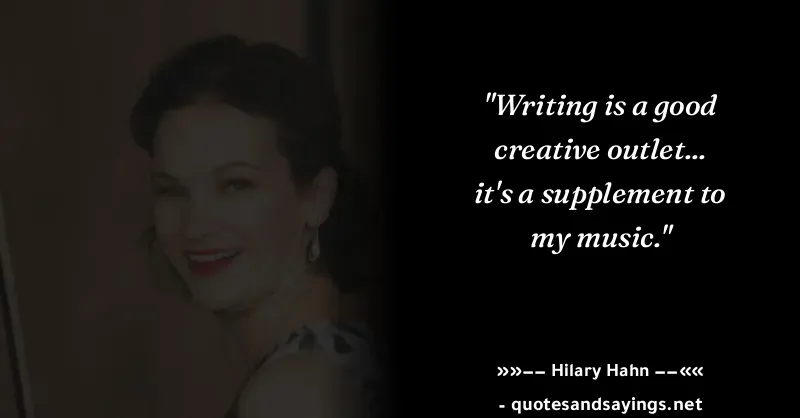 "Writing is a good
creative outlet...
it's a supplement to
my music."
»»−− Hilary Hahn −−««
- quotesandsayings.net